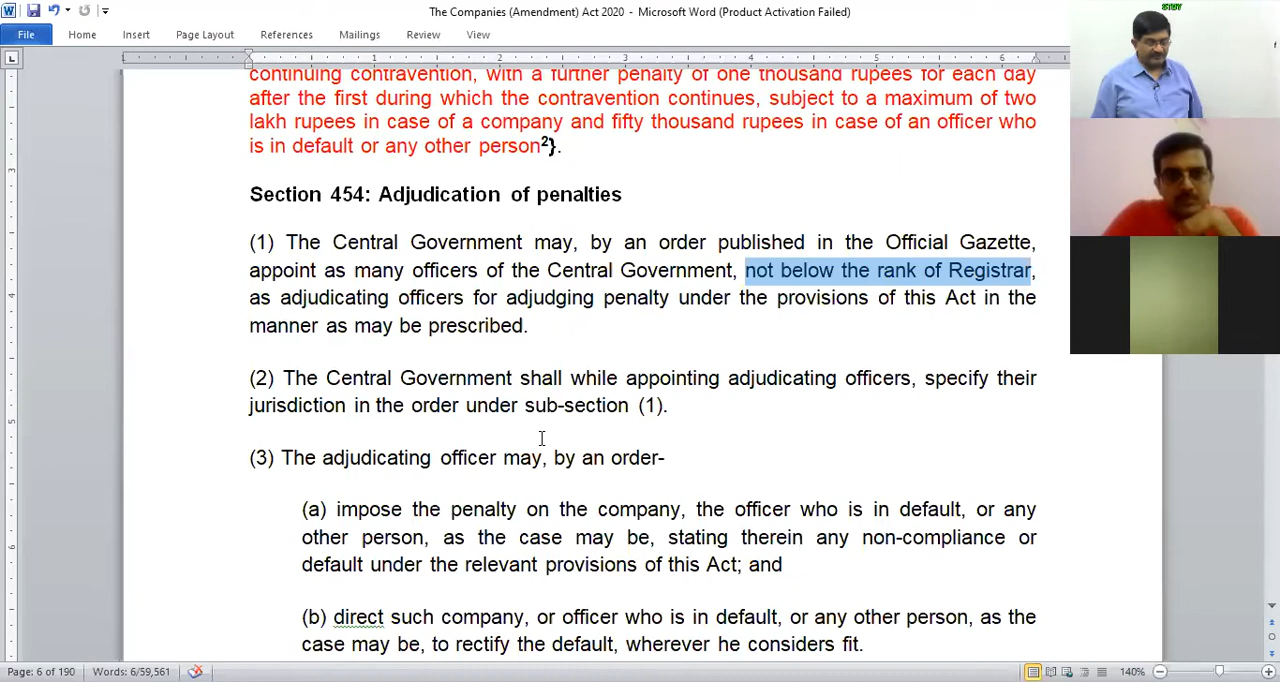 The Companies (Amendment) Act 2020 - Microsoft Word (Product Activation Failed)
File Home Insert Page Layout References Mailings Review View
continuing contravention, with a further penalty of one thousand rupees for each day
after the first during which the contravention continues, subject to a maximum of two
lakh rupees in case of a company and fifty thousand rupees in case of an officer who
is in default or any other person²}.
Section 454: Adjudication of penalties
(1) The Central Government may, by an order published in the Official Gazette,
appoint as many officers of the Central Government, not below the rank of Registrar,
as adjudicating officers for adjudging penalty under the provisions of this Act in the
manner as may be prescribed.
(2) The Central Government shall while appointing adjudicating officers, specify their
jurisdiction in the order under sub-section (1).
(3) The adjudicating officer may, by an order-
(a) impose the penalty on the company, the officer who is in default, or any
other person, as the case may be, stating therein any non-compliance or
default under the relevant provisions of this Act; and
(b) direct such company, or officer who is in default, or any other person, as the
case may be, to rectify the default, wherever he considers fit.
Page: 6 of 190 Words: 6/59,561 140%
STUDY